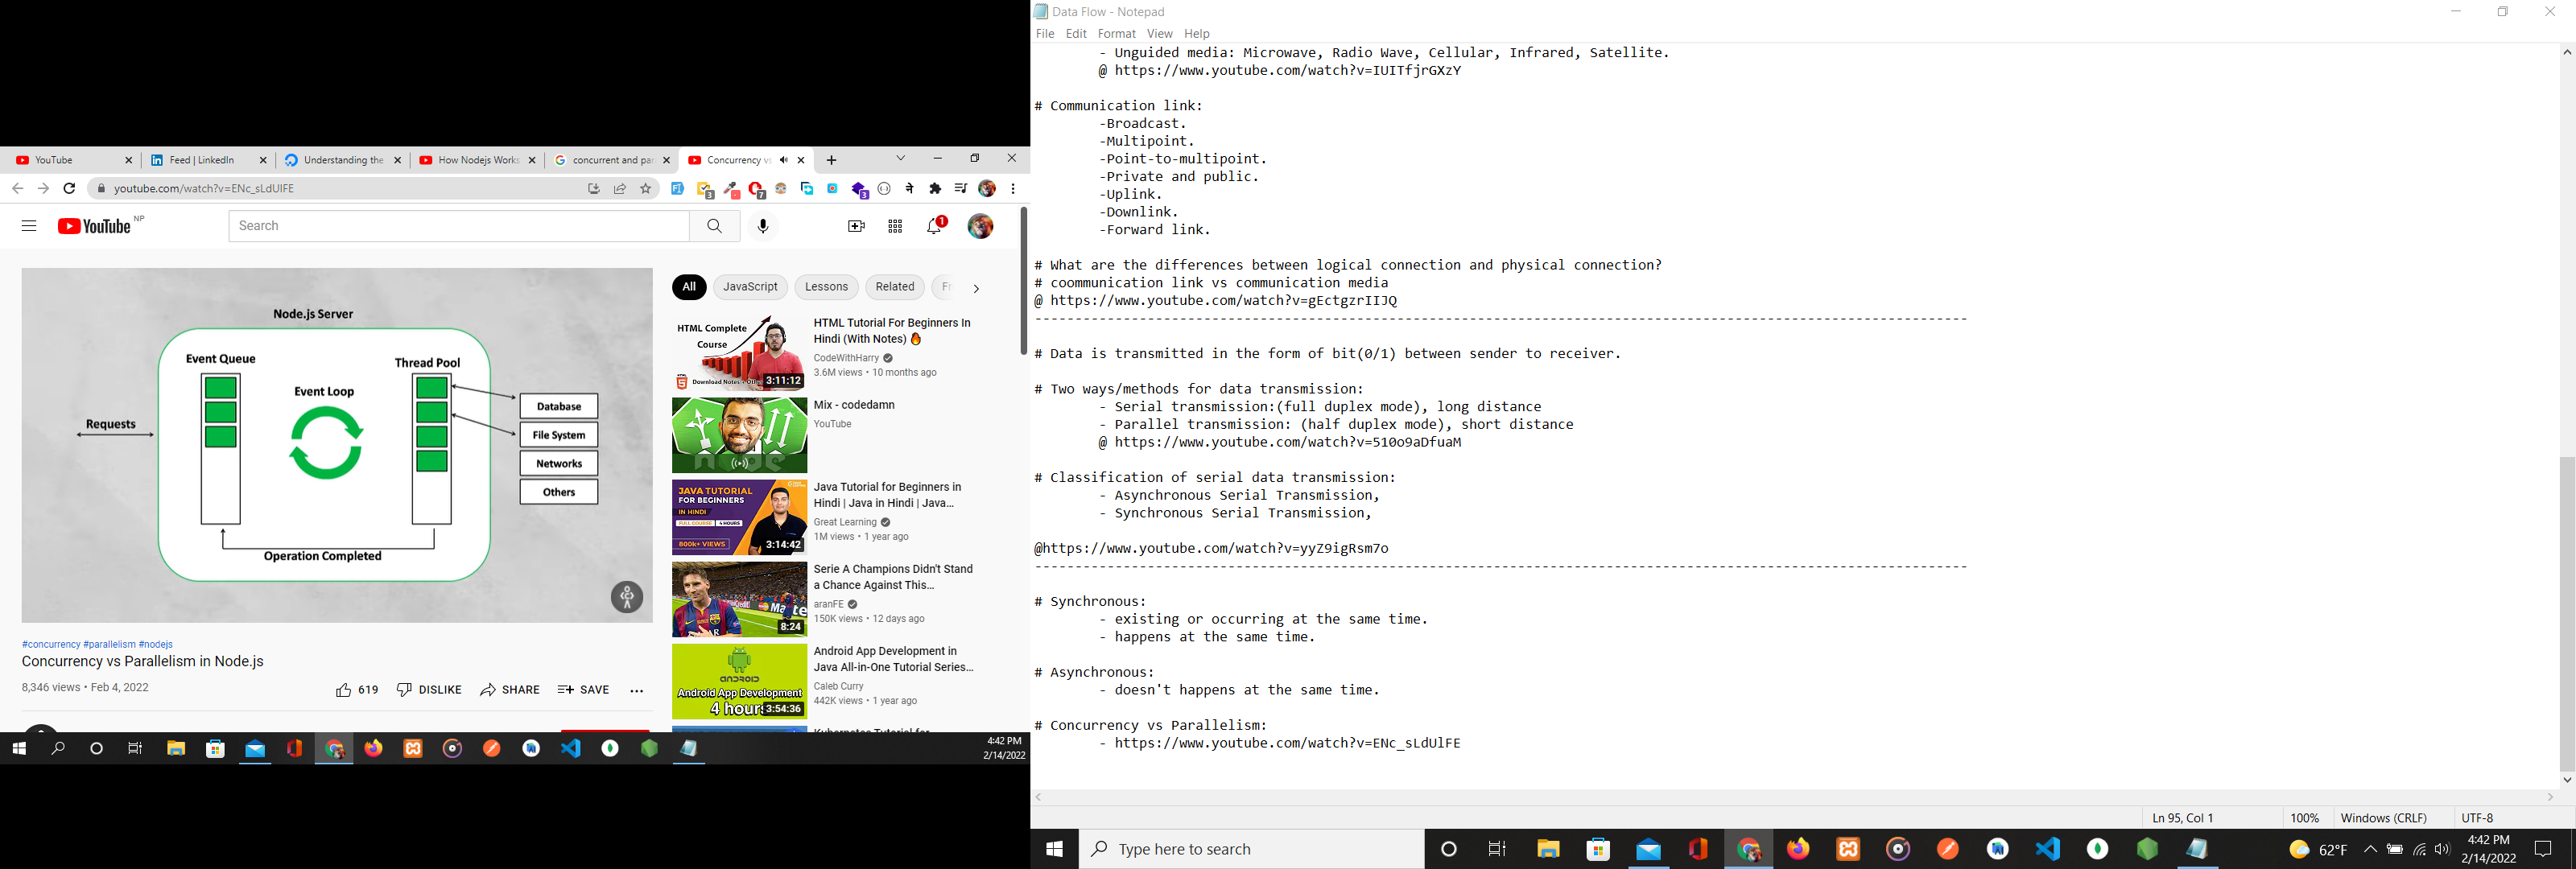 YouTube
Feed | LinkedIn
Understanding the
How Nodejs Works
concurrent and par
Concurrency vs
youtube.com/watch?v=ENc_sLdUlFE
3
7
3
YouTube
NP
Search
1
Node.js Server
Event Queue
Thread Pool
Event Loop
Requests
Database
File System
Networks
Others
Operation Completed
#concurrency #parallelism #nodejs
Concurrency vs Parallelism in Node.js
8,346 views • Feb 4, 2022
619
DISLIKE
SHARE
SAVE
All
JavaScript
Lessons
Related
Fr
HTML Complete
Course
3:11:12
HTML Tutorial For Beginners In
Hindi (With Notes) 🔥
CodeWithHarry
3.6M views • 10 months ago
Mix - codedamn
YouTube
JAVA TUTORIAL
FOR BEGINNERS
IN HINDI
FULL COURSE | 4 HOURS
800k+ VIEWS
3:14:42
Java Tutorial for Beginners in
Hindi | Java in Hindi | Java...
Great Learning
1M views • 1 year ago
8:24
Serie A Champions Didn't Stand
a Chance Against This...
aranFE
150K views • 12 days ago
android
Android App Development
4 hours
3:54:36
Android App Development in
Java All-in-One Tutorial Series...
Caleb Curry
442K views • 1 year ago
4:42 PM
2/14/2022
Data Flow - Notepad
File Edit Format View Help
- Unguided media: Microwave, Radio Wave, Cellular, Infrared, Satellite.
@ https://www.youtube.com/watch?v=IUITfjrGXzY
# Communication link:
-Broadcast.
-Multipoint.
-Point-to-multipoint.
-Private and public.
-Uplink.
-Downlink.
-Forward link.
# What are the differences between logical connection and physical connection?
# coommunication link vs communication media
@ https://www.youtube.com/watch?v=gEctgzrIIJQ
--------------------------------------------------------------------------------------------------------------------
# Data is transmitted in the form of bit(0/1) between sender to receiver.
# Two ways/methods for data transmission:
- Serial transmission:(full duplex mode), long distance
- Parallel transmission: (half duplex mode), short distance
@ https://www.youtube.com/watch?v=510o9aDfuaM
# Classification of serial data transmission:
- Asynchronous Serial Transmission,
- Synchronous Serial Transmission,
@https://www.youtube.com/watch?v=yyZ9igRsm7o
--------------------------------------------------------------------------------------------------------------------
# Synchronous:
- existing or occurring at the same time.
- happens at the same time.
# Asynchronous:
- doesn't happens at the same time.
# Concurrency vs Parallelism:
- https://www.youtube.com/watch?v=ENc_sLdUlFE
Ln 95, Col 1
100%
Windows (CRLF)
UTF-8
Type here to search
62°F
4:42 PM
2/14/2022